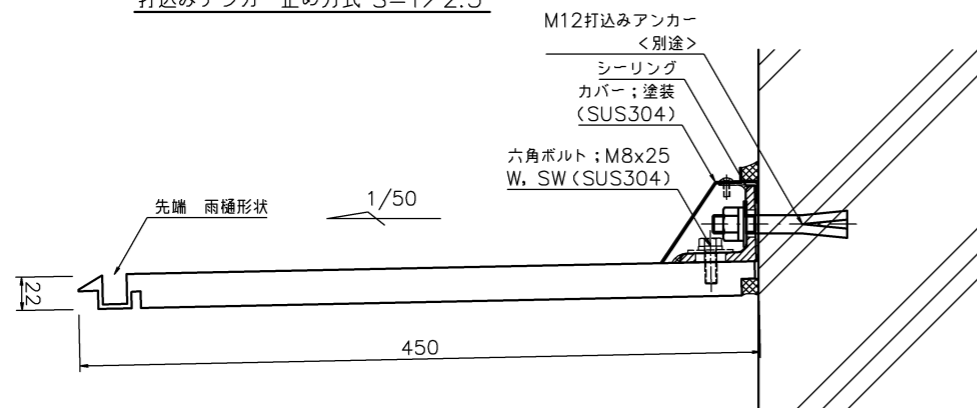 打込みアンカー止め方式 S=1/2.5
M12打込みアンカー
<別途>
シーリング
カバー；塗装
(SUS304)
六角ボルト；M8x25
W, SW(SUS304)
1/50
先端 雨樋形状
22
450